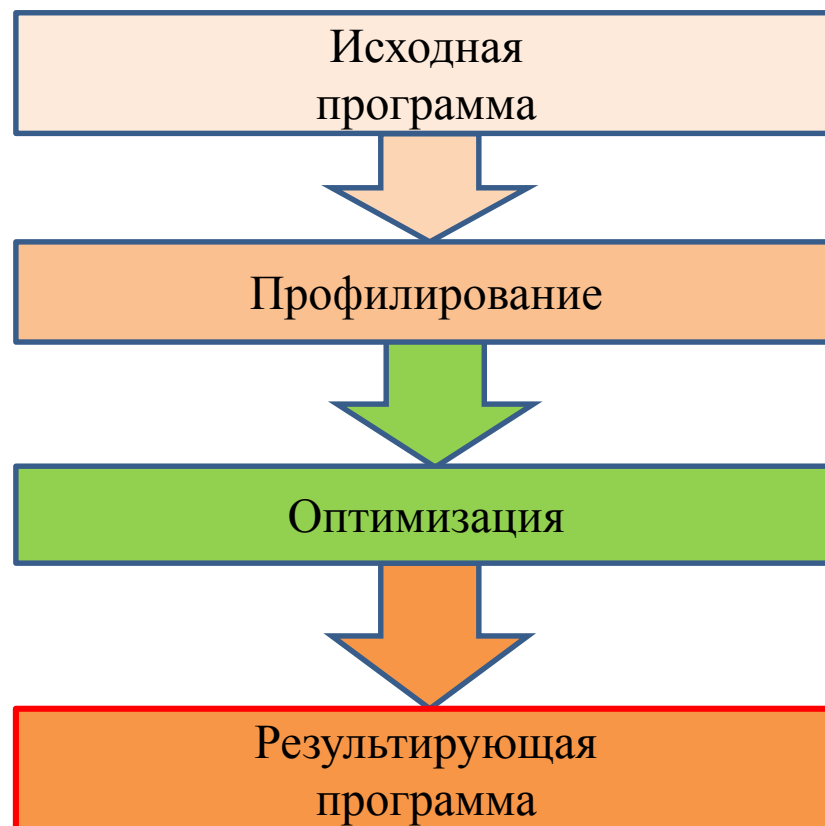 Исходная
программа
Профилирование
Оптимизация
Результирующая
программа